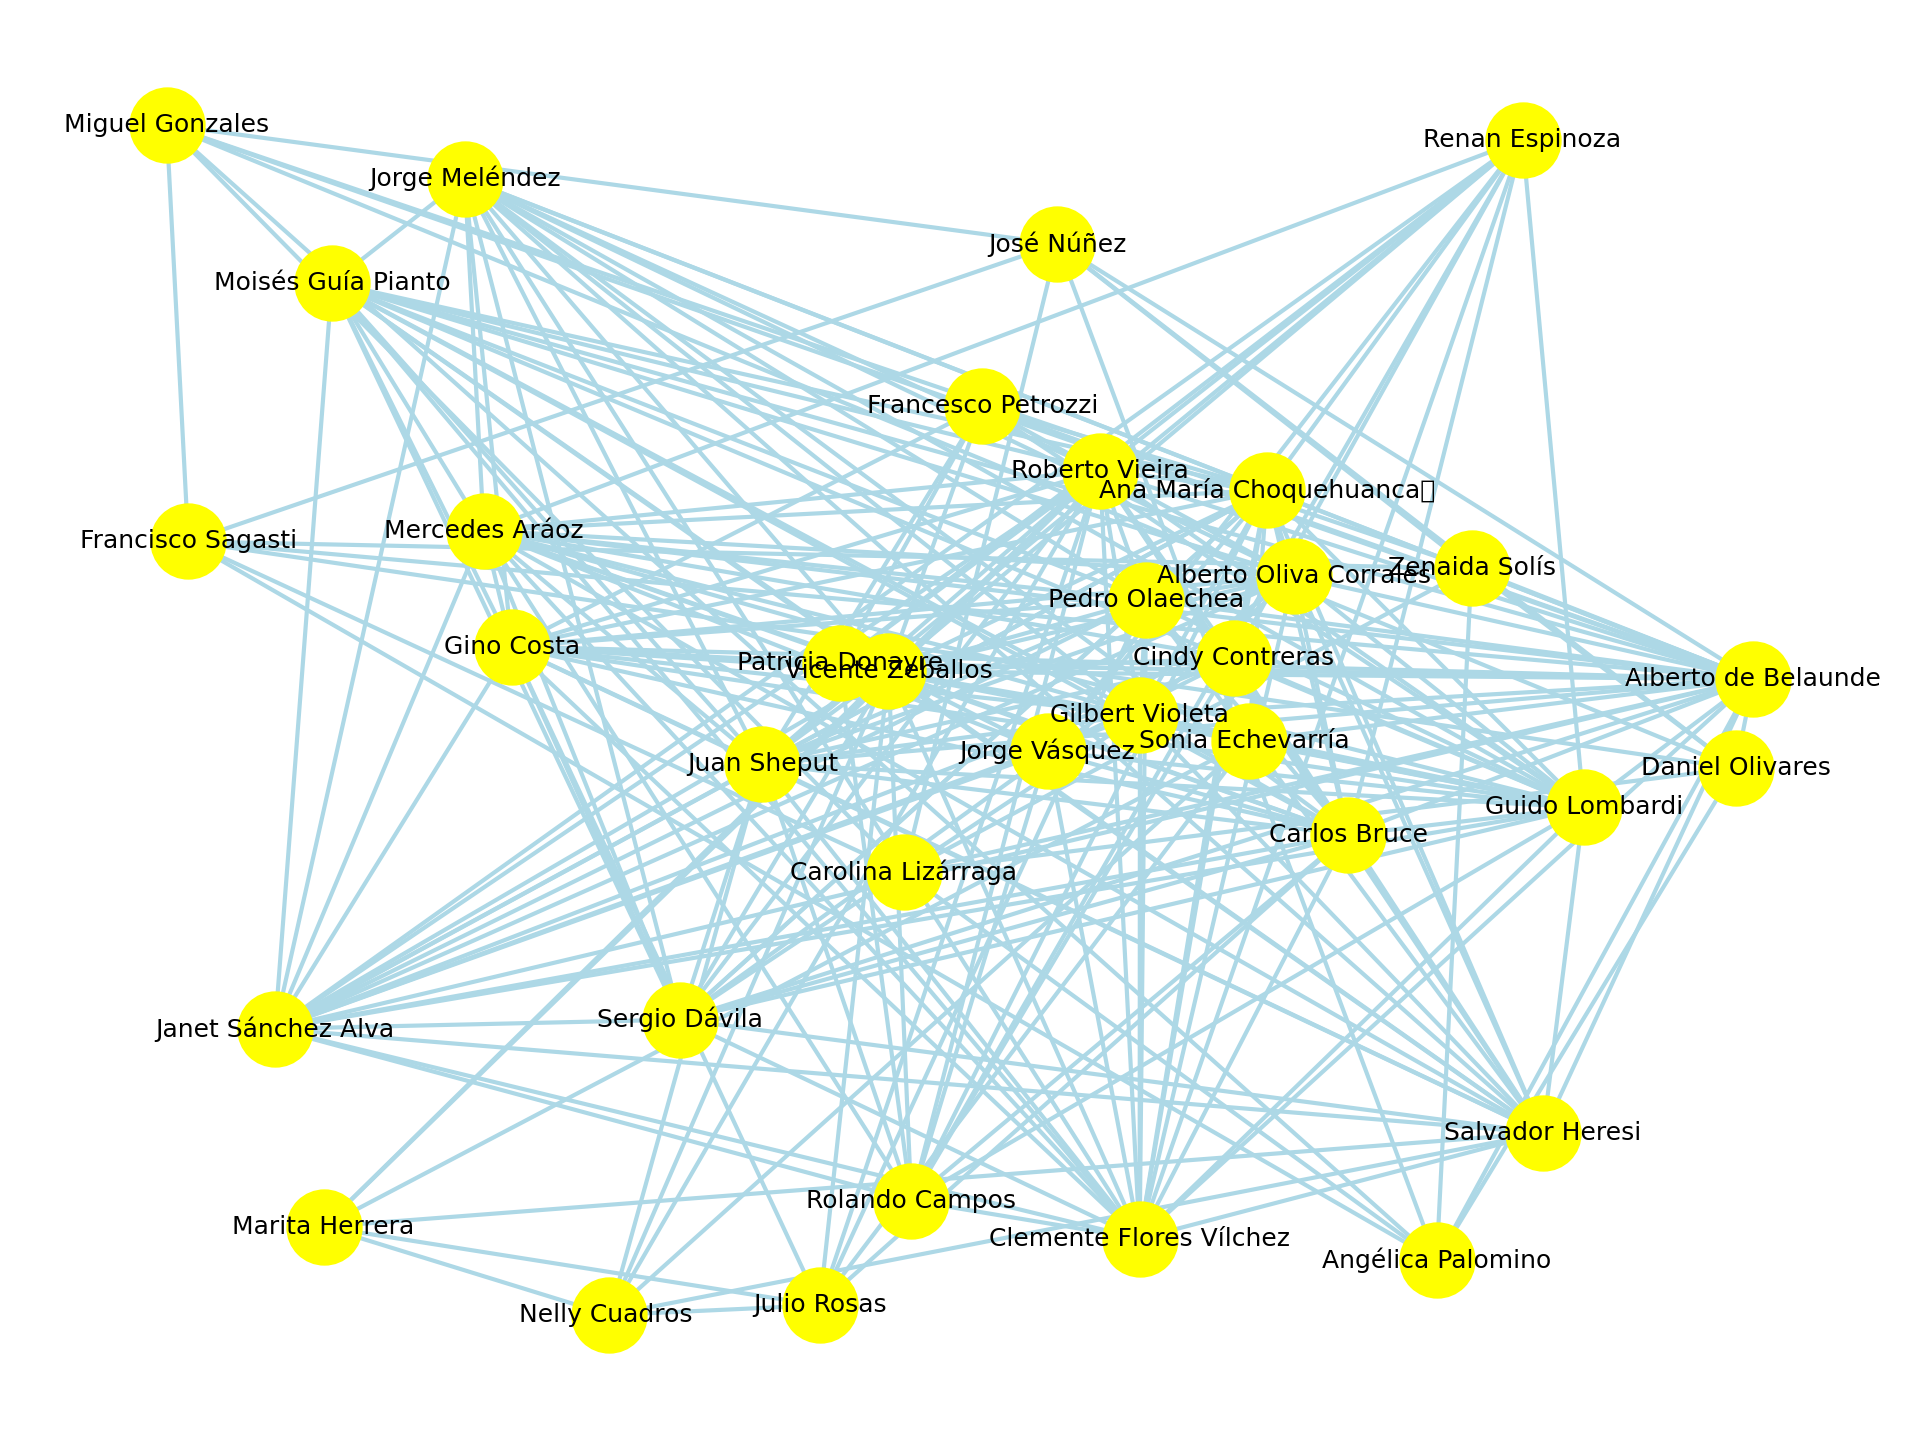 Miguel Gonzales
Renan Espinoza
Jorge Meléndez
José Núñez
Moisés Guía Pianto
Francesco Petrozzi
Roberto Vieira
Ana María Choquehuanca
Mercedes Aráoz
Francisco Sagasti
Zenaida Solís
Alberto Oliva Corrales
Pedro Olaechea
Gino Costa
Cindy Contreras
Patricia Donayre
Vicente Zeballos
Alberto de Belaunde
Gilbert Violeta
Sonia Echevarría
Jorge Vásquez
Juan Sheput
Daniel Olivares
Guido Lombardi
Carlos Bruce
Carolina Lizárraga
Sergio Dávila
Janet Sánchez Alva
Salvador Heresi
Rolando Campos
Marita Herrera
Clemente Flores Vílchez
Angélica Palomino
Julio Rosas
Nelly Cuadros